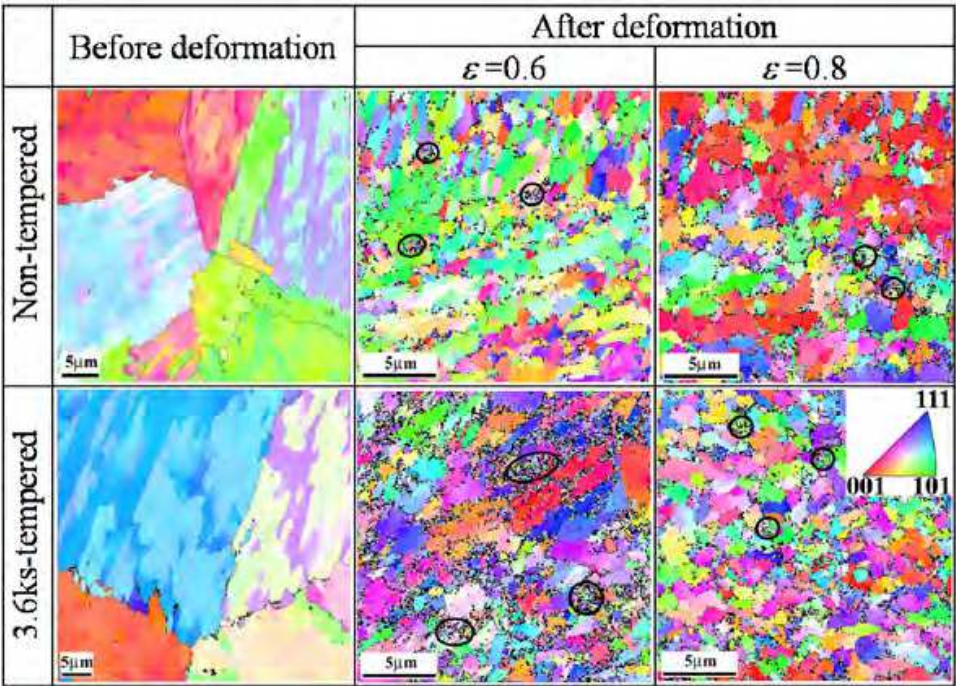 Before deformation
After deformation
ε=0.6
ε=0.8
Non-tempered
5μm
5μm
5μm
3.6ks-tempered
111
001
101
5μm
5μm
5μm